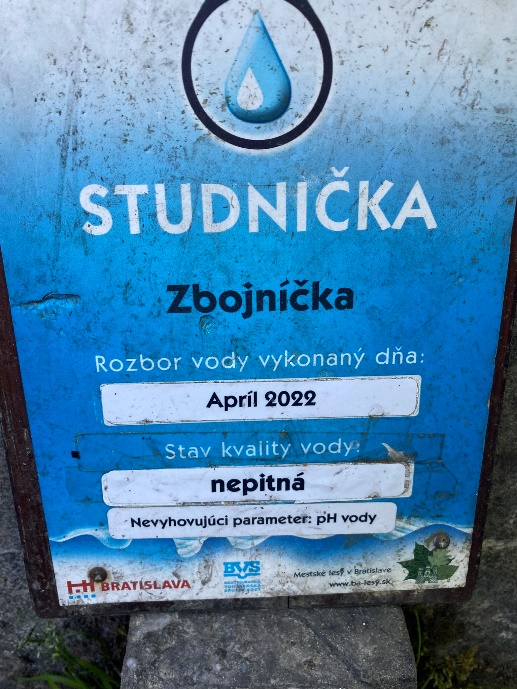 STUDNIČKA
Zbojníčka
Rozbor vody vykonaný dňa:
Apríl 2022
Stav kvality vody:
nepitná
Nevyhovujúci parameter: pH vody
BRATISLAVA
BVS
Mestské lesy v Bratislave
www.ba-lesy.sk